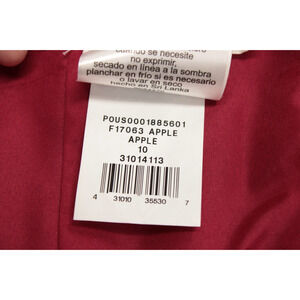 cuando se necesite
no exprimir.
secado en línea a la sombra
planchar en frío si es necesario
o lavar en seco
hecho en Sri Lanka
POUS0001885601
F17063 APPLE
APPLE
10
31014113
4 31010 35530 7